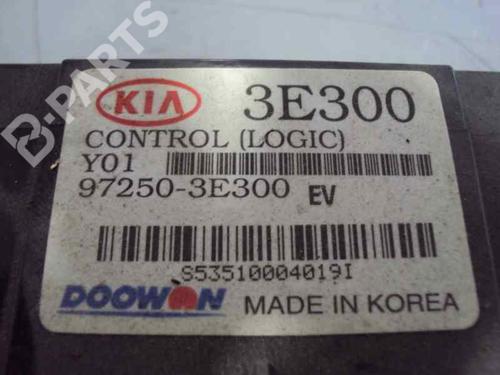 B-PARTS
KIA 3E300
CONTROL (LOGIC)
Y01
97250-3E300 EV
S53510004019I
DOOWON MADE IN KOREA